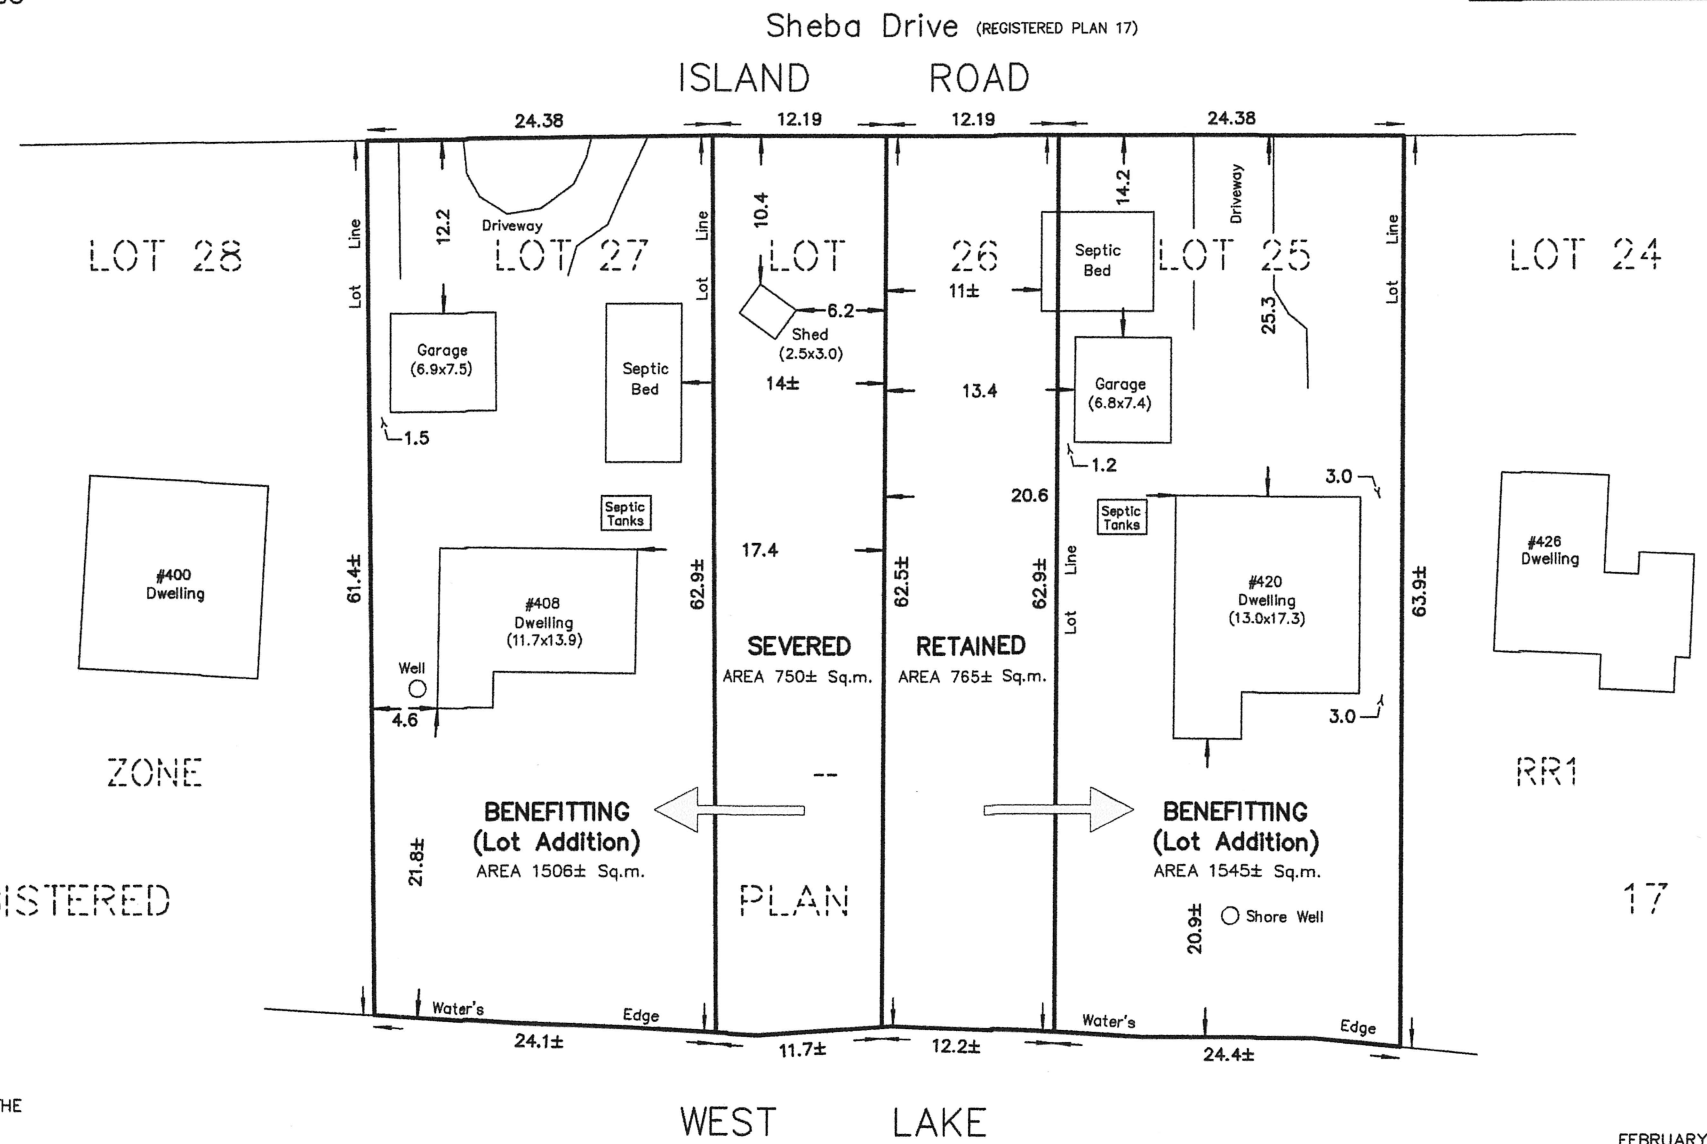 Sheba Drive (REGISTERED PLAN 17)
ISLAND ROAD
24.38 12.19 12.19 24.38
Lot Line
12.2
Driveway
Lot Line
10.4
14.2
Driveway
Lot Line
LOT 28 LOT 27 LOT 26 LOT 25 LOT 24
Septic
Bed
11±
6.2
25.3
Shed
(2.5x3.0)
Garage
(6.9x7.5)
Septic
Bed
14±
13.4
Garage
(6.8x7.4)
1.5
1.2
3.0
20.6
Septic
Tanks
Septic
Tanks
17.4
#400
Dwelling
61.4±
#408
Dwelling
(11.7x13.9)
62.9±
62.5±
62.9±
Lot Line
#420
Dwelling
(13.0x17.3)
63.9±
#426
Dwelling
SEVERED
AREA 750± Sq.m.
RETAINED
AREA 765± Sq.m.
Well
4.6
3.0
ZONE -- RR1
BENEFITTING
(Lot Addition)
AREA 1506± Sq.m.
BENEFITTING
(Lot Addition)
AREA 1545± Sq.m.
21.8±
ISTERED PLAN 17
20.9±
Shore Well
Water's Edge
Water's Edge
24.1± 11.7± 12.2± 24.4±
WEST LAKE
HE
FEBRUARY